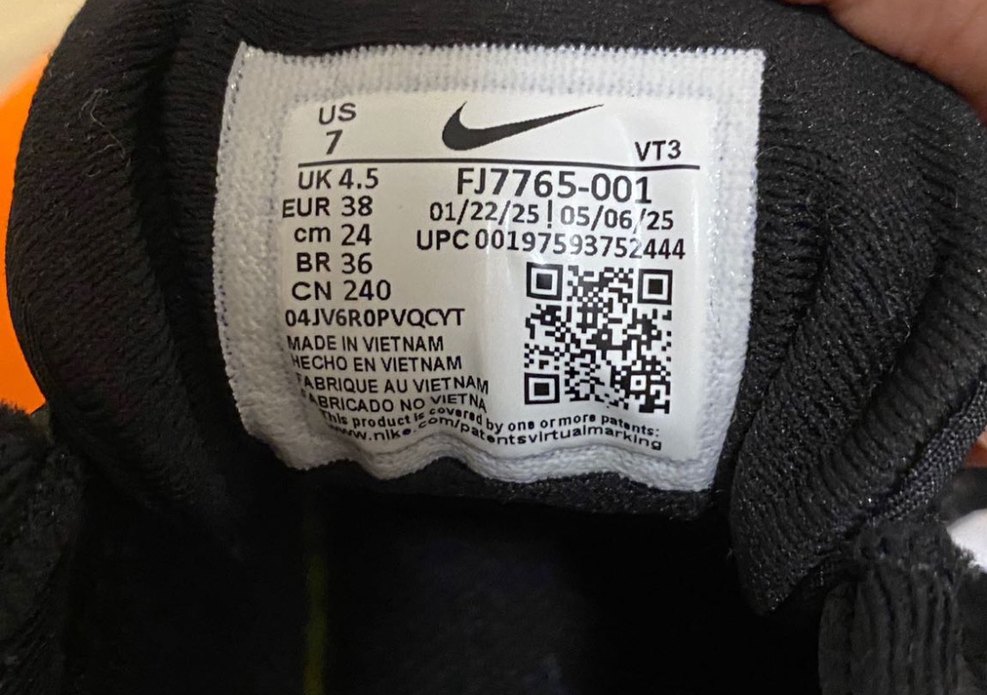 US
7
VT3
UK 4.5
EUR 38
cm 24
BR 36
CN 240
FJ7765-001
01/22/25 | 05/06/25
UPC 00197593752444
04JV6R0PVQCYT
MADE IN VIETNAM
HECHO EN VIETNAM
FABRIQUE AU VIETNAM
FABRICADO NO VIETNA
This product is covered by one or more patents:
www.nike.com/patentsvirtualmarking